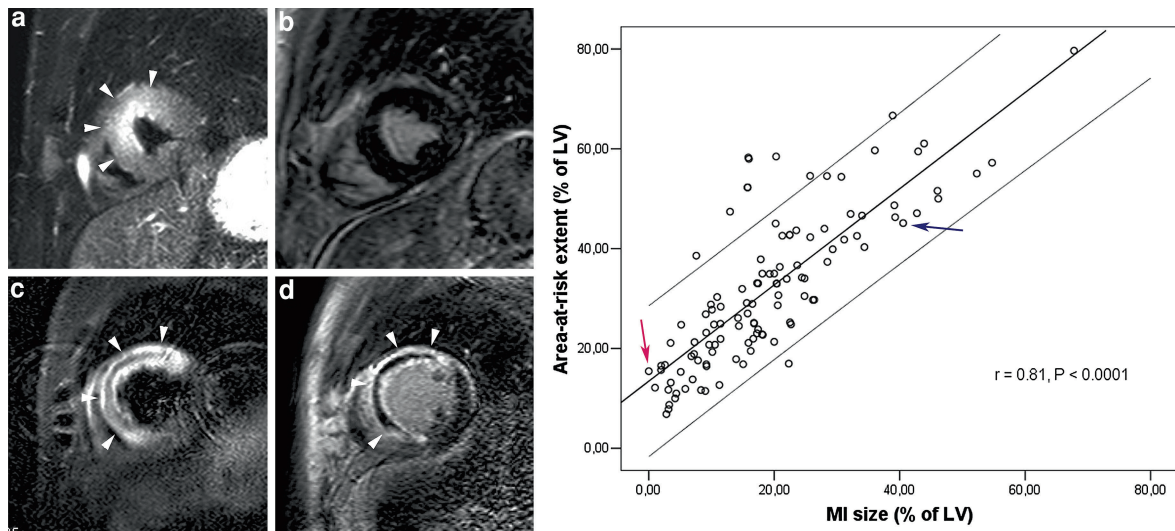 a
b
c
d
Area-at-risk extent (% of LV)
80,00
60,00
40,00
20,00
0,00
r = 0.81, P < 0.0001
0,00 20,00 40,00 60,00 80,00
MI size (% of LV)